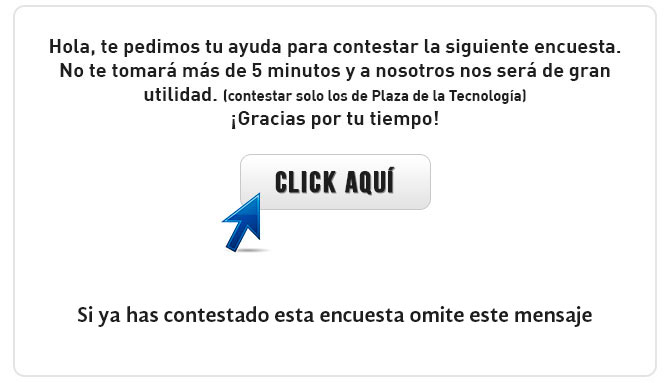 Hola, te pedimos tu ayuda para contestar la siguiente encuesta.
No te tomará más de 5 minutos y a nosotros nos será de gran
utilidad. (contestar solo los de Plaza de la Tecnología)
¡Gracias por tu tiempo!
CLICK AQUÍ
Si ya has contestado esta encuesta omite este mensaje